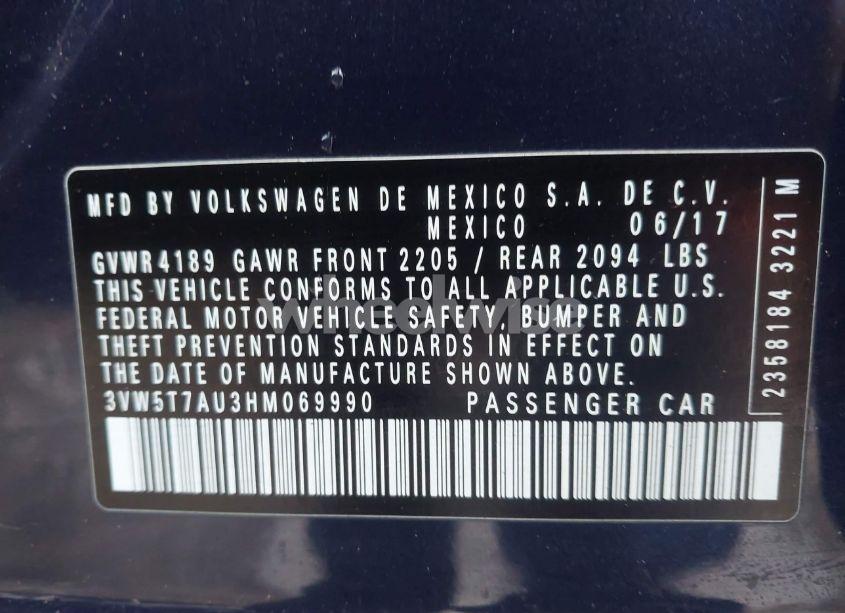 MFD BY VOLKSWAGEN DE MEXICO S.A. DE C.V.
MEXICO 06/17
GVWR4189 GAWR FRONT 2205 / REAR 2094 LBS
THIS VEHICLE CONFORMS TO ALL APPLICABLE U.S.
FEDERAL MOTOR VEHICLE SAFETY, BUMPER AND
THEFT PREVENTION STANDARDS IN EFFECT ON
THE DATE OF MANUFACTURE SHOWN ABOVE.
3VW5T7AU3HM069990 PASSENGER CAR
2358184 3221 M
wheelwise